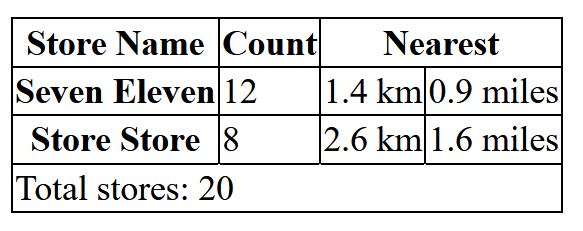 Store Name Count Nearest
Seven Eleven 12 1.4 km 0.9 miles
Store Store 8 2.6 km 1.6 miles
Total stores: 20